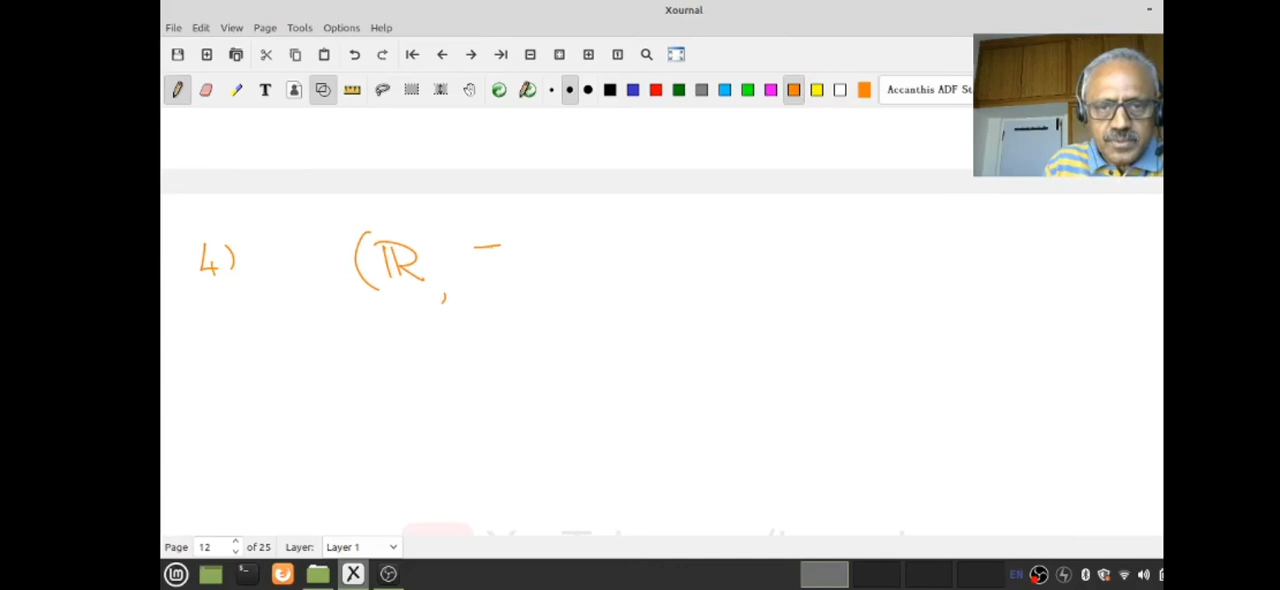 Xournal
File Edit View Page Tools Options Help
T Accanthis ADF St
4) (ℝ, –
Page 12 of 25 Layer: Layer 1
EN